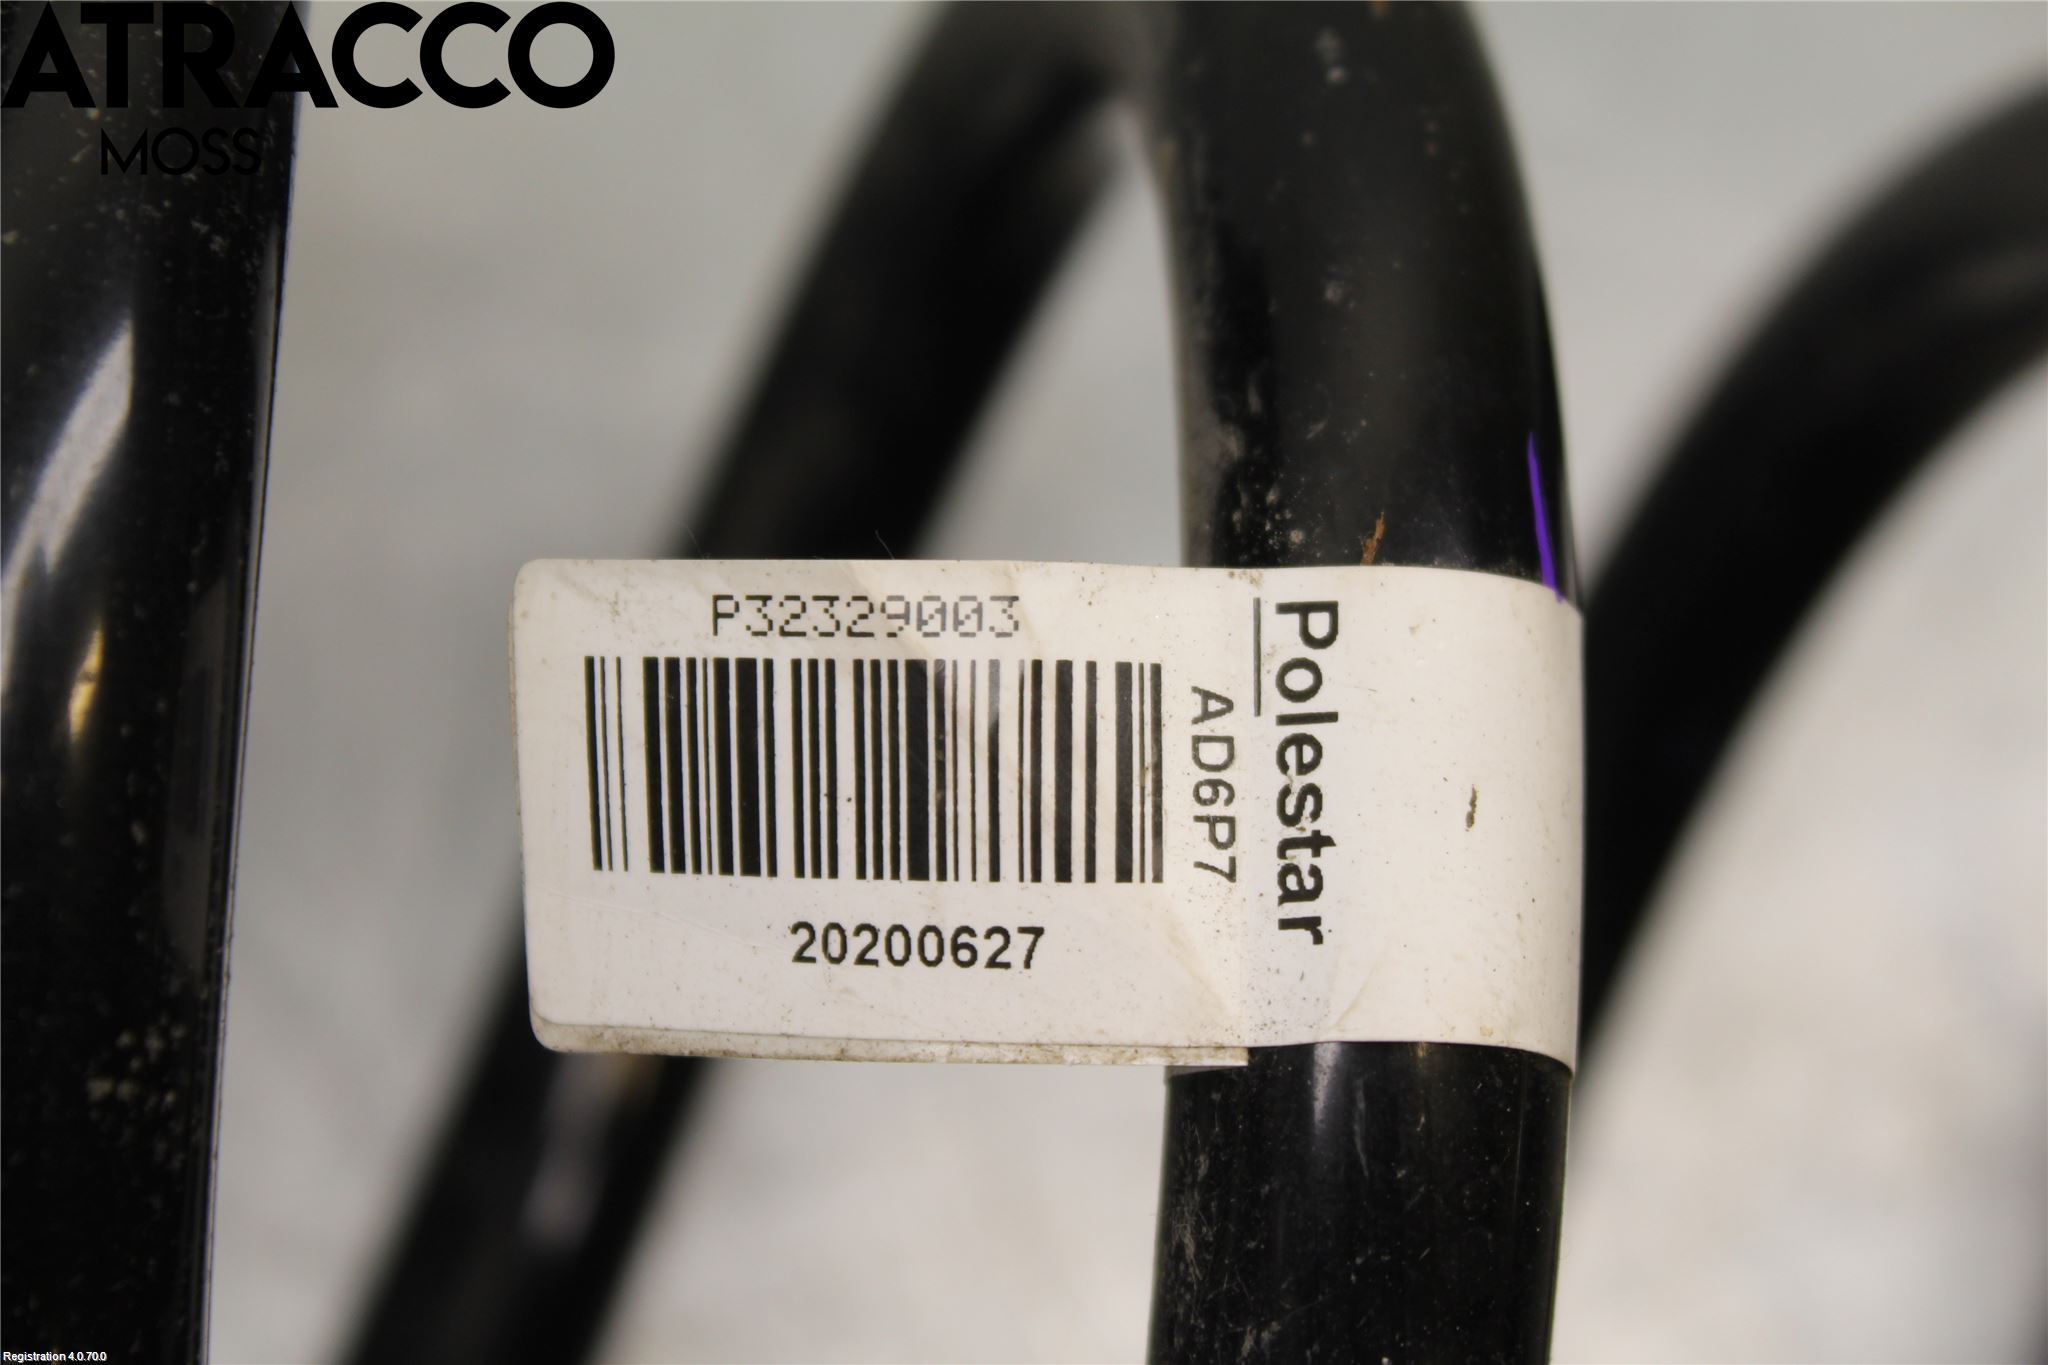 ATRACCO
MOSS
P32329003
20200627
AD6P7
Polestar
Registration 4.0.70.0